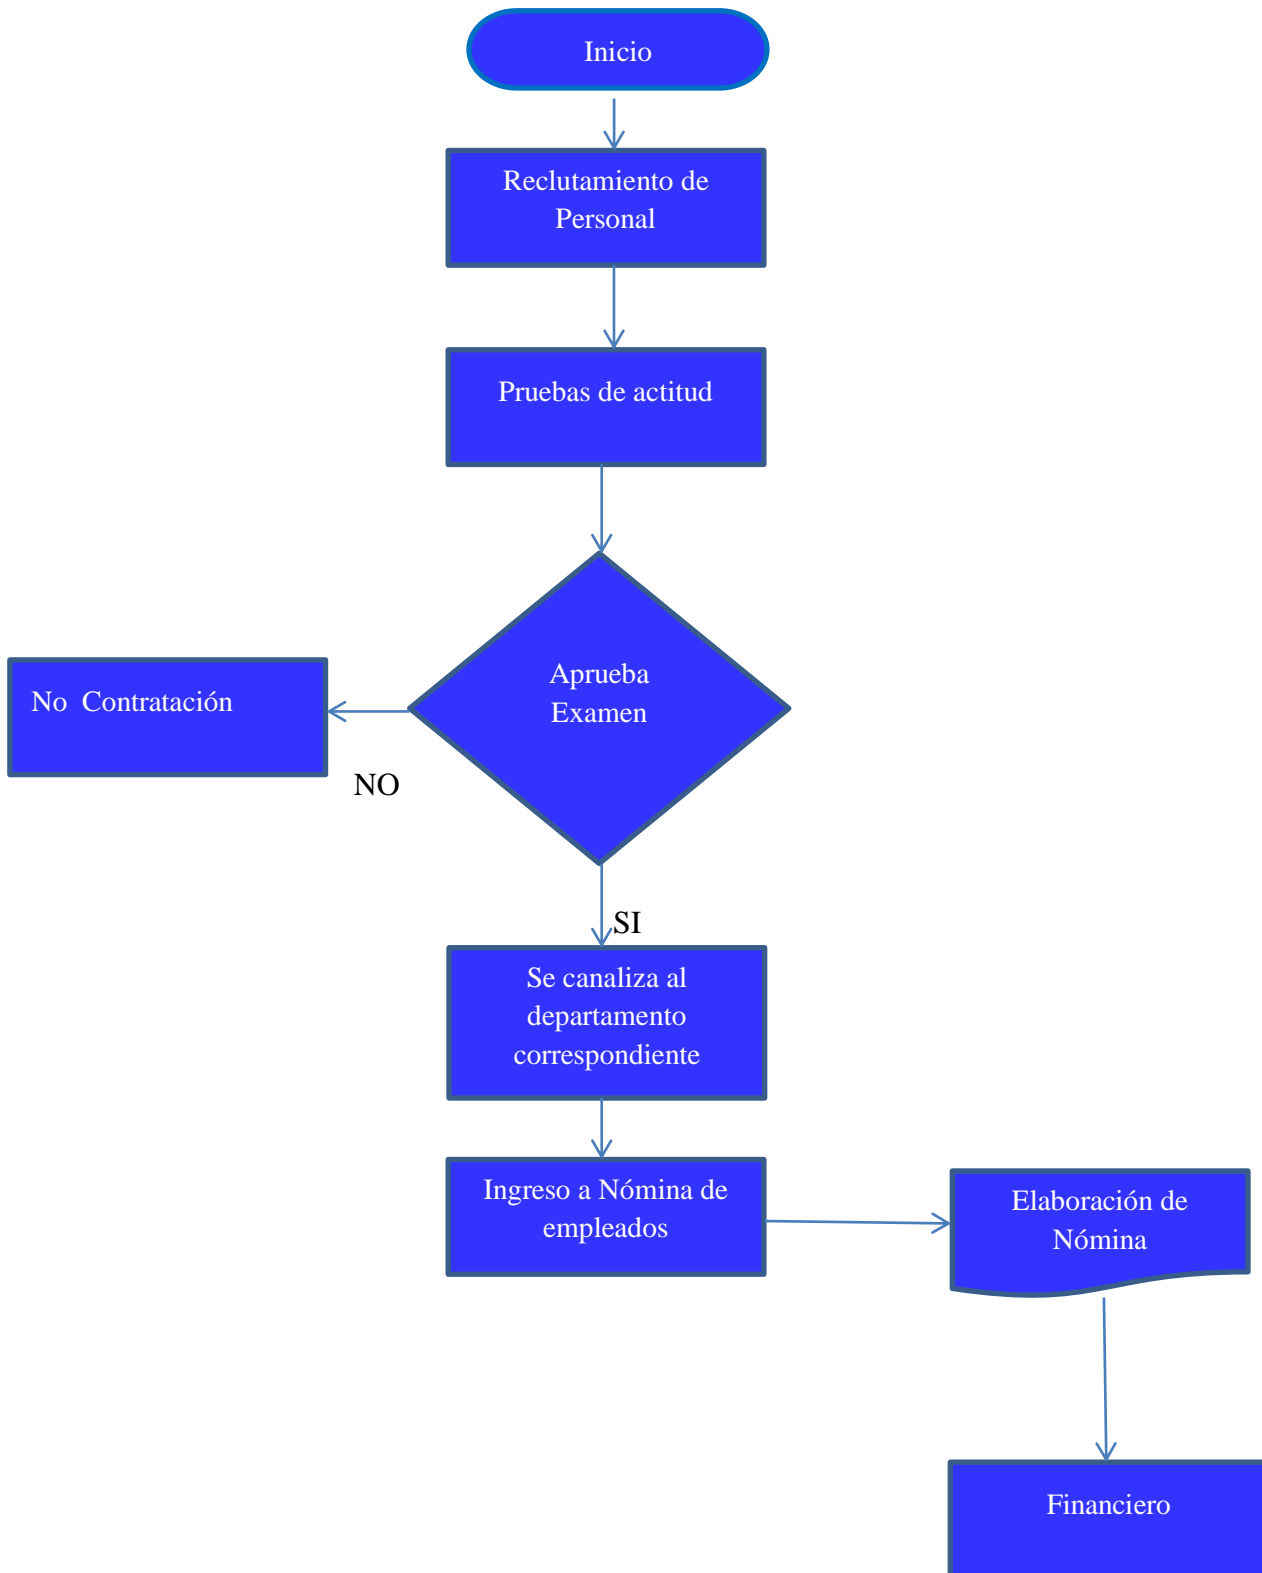 Inicio
Reclutamiento de
Personal
Pruebas de actitud
Aprueba
Examen
No  Contratación
NO
SI
Se canaliza al
departamento
correspondiente
Ingreso a Nómina de
empleados
Elaboración de
Nómina
Financiero